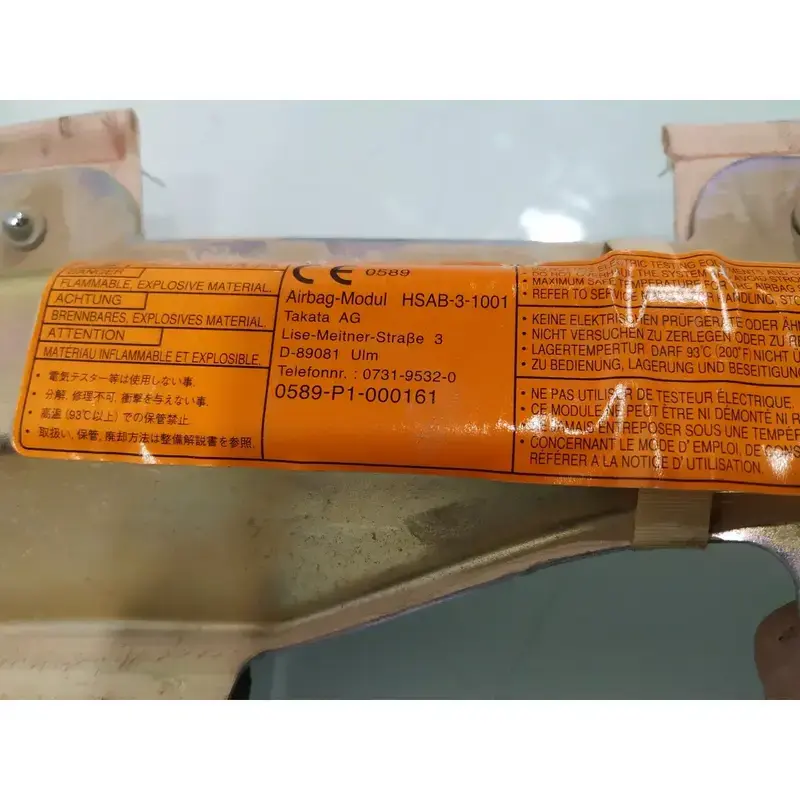 DANGER
FLAMMABLE, EXPLOSIVE MATERIAL.
ACHTUNG
BRENNBARES, EXPLOSIVES MATERIAL.
ATTENTION
MATERIAU INFLAMMABLE ET EXPLOSIBLE.
・電気テスター等は使用しない事.
・分解, 修理不可, 衝撃を与えない事.
・高温 (93℃以上) での保管禁止.
・取扱い, 保管, 廃却方法は整備解説書を参照.
CE 0589
Airbag-Modul HSAB-3-1001
Takata AG
Lise-Meitner-Straße 3
D-89081 Ulm
Telefonnr. : 0731-9532-0
0589-P1-000161
ELECTRIC TEST
THE SYSTEM
• MAXIMUM SAFE TEMPERATURE FOR THE AIRBAG
• REFER TO SERVICE HANDLING,
• KEINE ELEKTRISCHEN PRÜFGERÄTE ODER
• NICHT VERSUCHEN ZU ZERLEGEN ODER ZU
• LAGERTEMPERTUR DARF 93℃ (200℉) NICHT
• ZU BEDIENUNG, LAGERUNG UND BESEITIGUNG
• NE PAS UTILISER DE TESTEUR ÉLECTRIQUE.
• CE MODULE NE PEUT ÊTRE NI DÉMONTÉ NI
• NE JAMAIS ENTREPOSER SOUS UNE
• CONCERNANT LE MODE D' EMPLOI, DE
RÉFÉRER A LA NOTICE D' UTILISATION.